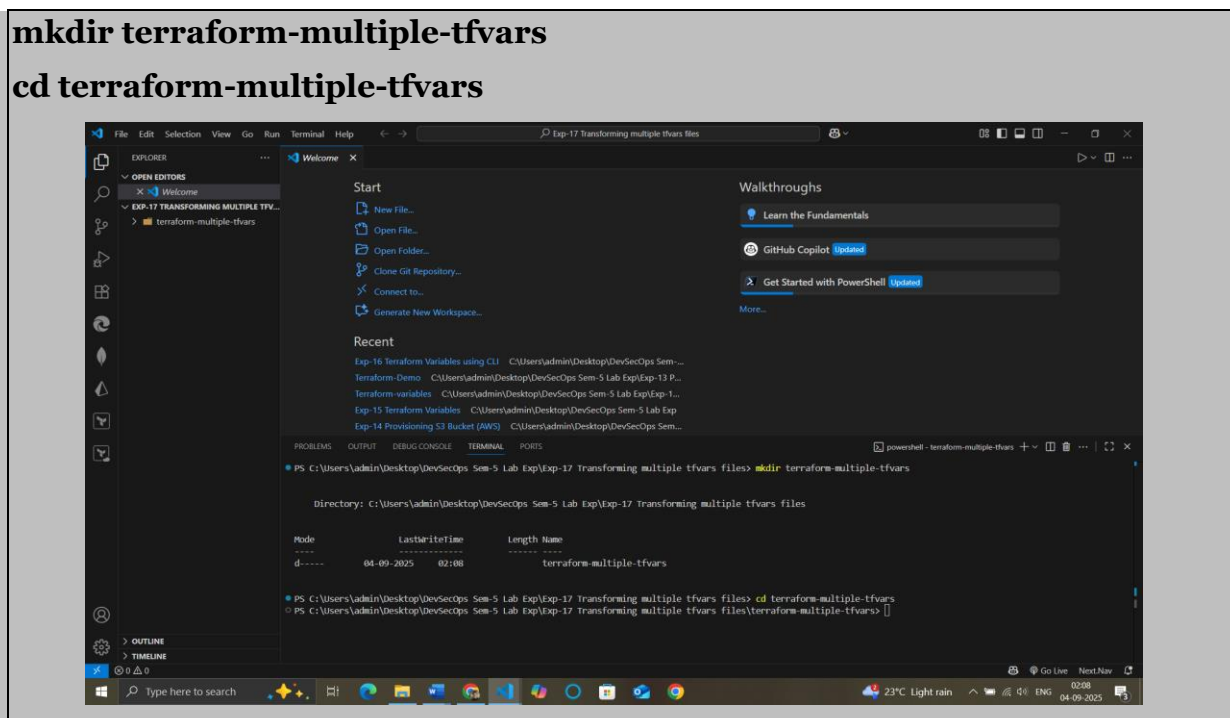 mkdir terraform-multiple-tfvars
cd terraform-multiple-tfvars
File Edit Selection View Go Run Terminal Help
Exp-17 Transforming multiple tfvars files
EXPLORER
Welcome
OPEN EDITORS
Welcome
EXP-17 TRANSFORMING MULTIPLE TFV...
terraform-multiple-tfvars
Start
New File...
Open File...
Open Folder...
Clone Git Repository...
Connect to...
Generate New Workspace...
Recent
Exp-16 Terraform Variables using CLI C:\Users\admin\Desktop\DevSecOps Sem-...
Terraform-Demo C:\Users\admin\Desktop\DevSecOps Sem-5 Lab Exp\Exp-13 P...
Terraform-variables C:\Users\admin\Desktop\DevSecOps Sem-5 Lab Exp\Exp-1...
Exp-15 Terraform Variables C:\Users\admin\Desktop\DevSecOps Sem-5 Lab Exp
Exp-14 Provisioning S3 Bucket (AWS) C:\Users\admin\Desktop\DevSecOps Sem...
Walkthroughs
Learn the Fundamentals
GitHub Copilot Updated
Get Started with PowerShell Updated
More...
PROBLEMS OUTPUT DEBUG CONSOLE TERMINAL PORTS
powershell - terraform-multiple-tfvars
PS C:\Users\admin\Desktop\DevSecOps Sem-5 Lab Exp\Exp-17 Transforming multiple tfvars files> mkdir terraform-multiple-tfvars
Directory: C:\Users\admin\Desktop\DevSecOps Sem-5 Lab Exp\Exp-17 Transforming multiple tfvars files
Mode LastWriteTime Length Name
---- ------------- ------ ----
d----- 04-09-2025 02:08 terraform-multiple-tfvars
PS C:\Users\admin\Desktop\DevSecOps Sem-5 Lab Exp\Exp-17 Transforming multiple tfvars files> cd terraform-multiple-tfvars
PS C:\Users\admin\Desktop\DevSecOps Sem-5 Lab Exp\Exp-17 Transforming multiple tfvars files\terraform-multiple-tfvars>
OUTLINE
TIMELINE
0 0
Go Live Next.Nav
Type here to search
23°C Light rain
ENG
02:08
04-09-2025
3